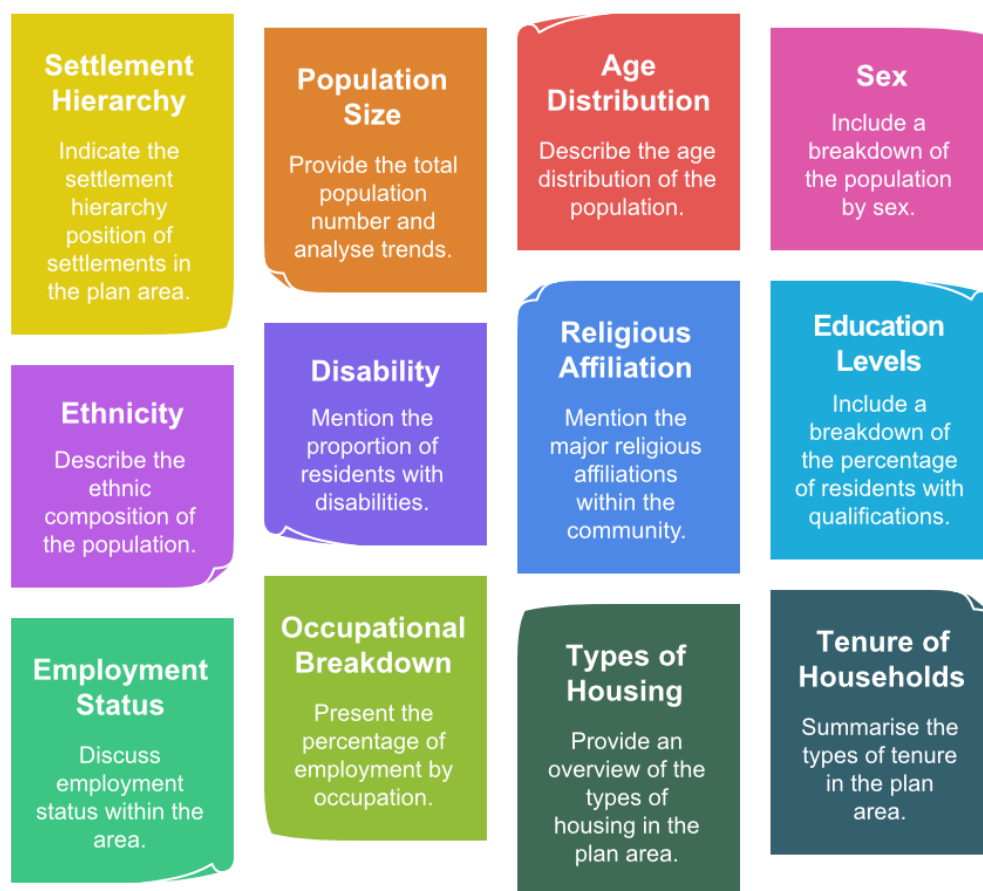 Settlement
Hierarchy
Indicate the
settlement
hierarchy
position of
settlements in
the plan area.
Population
Size
Provide the total
population
number and
analyse trends.
Age
Distribution
Describe the age
distribution of the
population.
Sex
Include a
breakdown of
the population
by sex.
Ethnicity
Describe the
ethnic
composition of
the population.
Disability
Mention the
proportion of
residents with
disabilities.
Religious
Affiliation
Mention the
major religious
affiliations
within the
community.
Education
Levels
Include a
breakdown of
the percentage
of residents with
qualifications.
Employment
Status
Discuss
employment
status within the
area.
Occupational
Breakdown
Present the
percentage of
employment by
occupation.
Types of
Housing
Provide an
overview of the
types of
housing in the
plan area.
Tenure of
Households
Summarise the
types of tenure
in the plan
area.